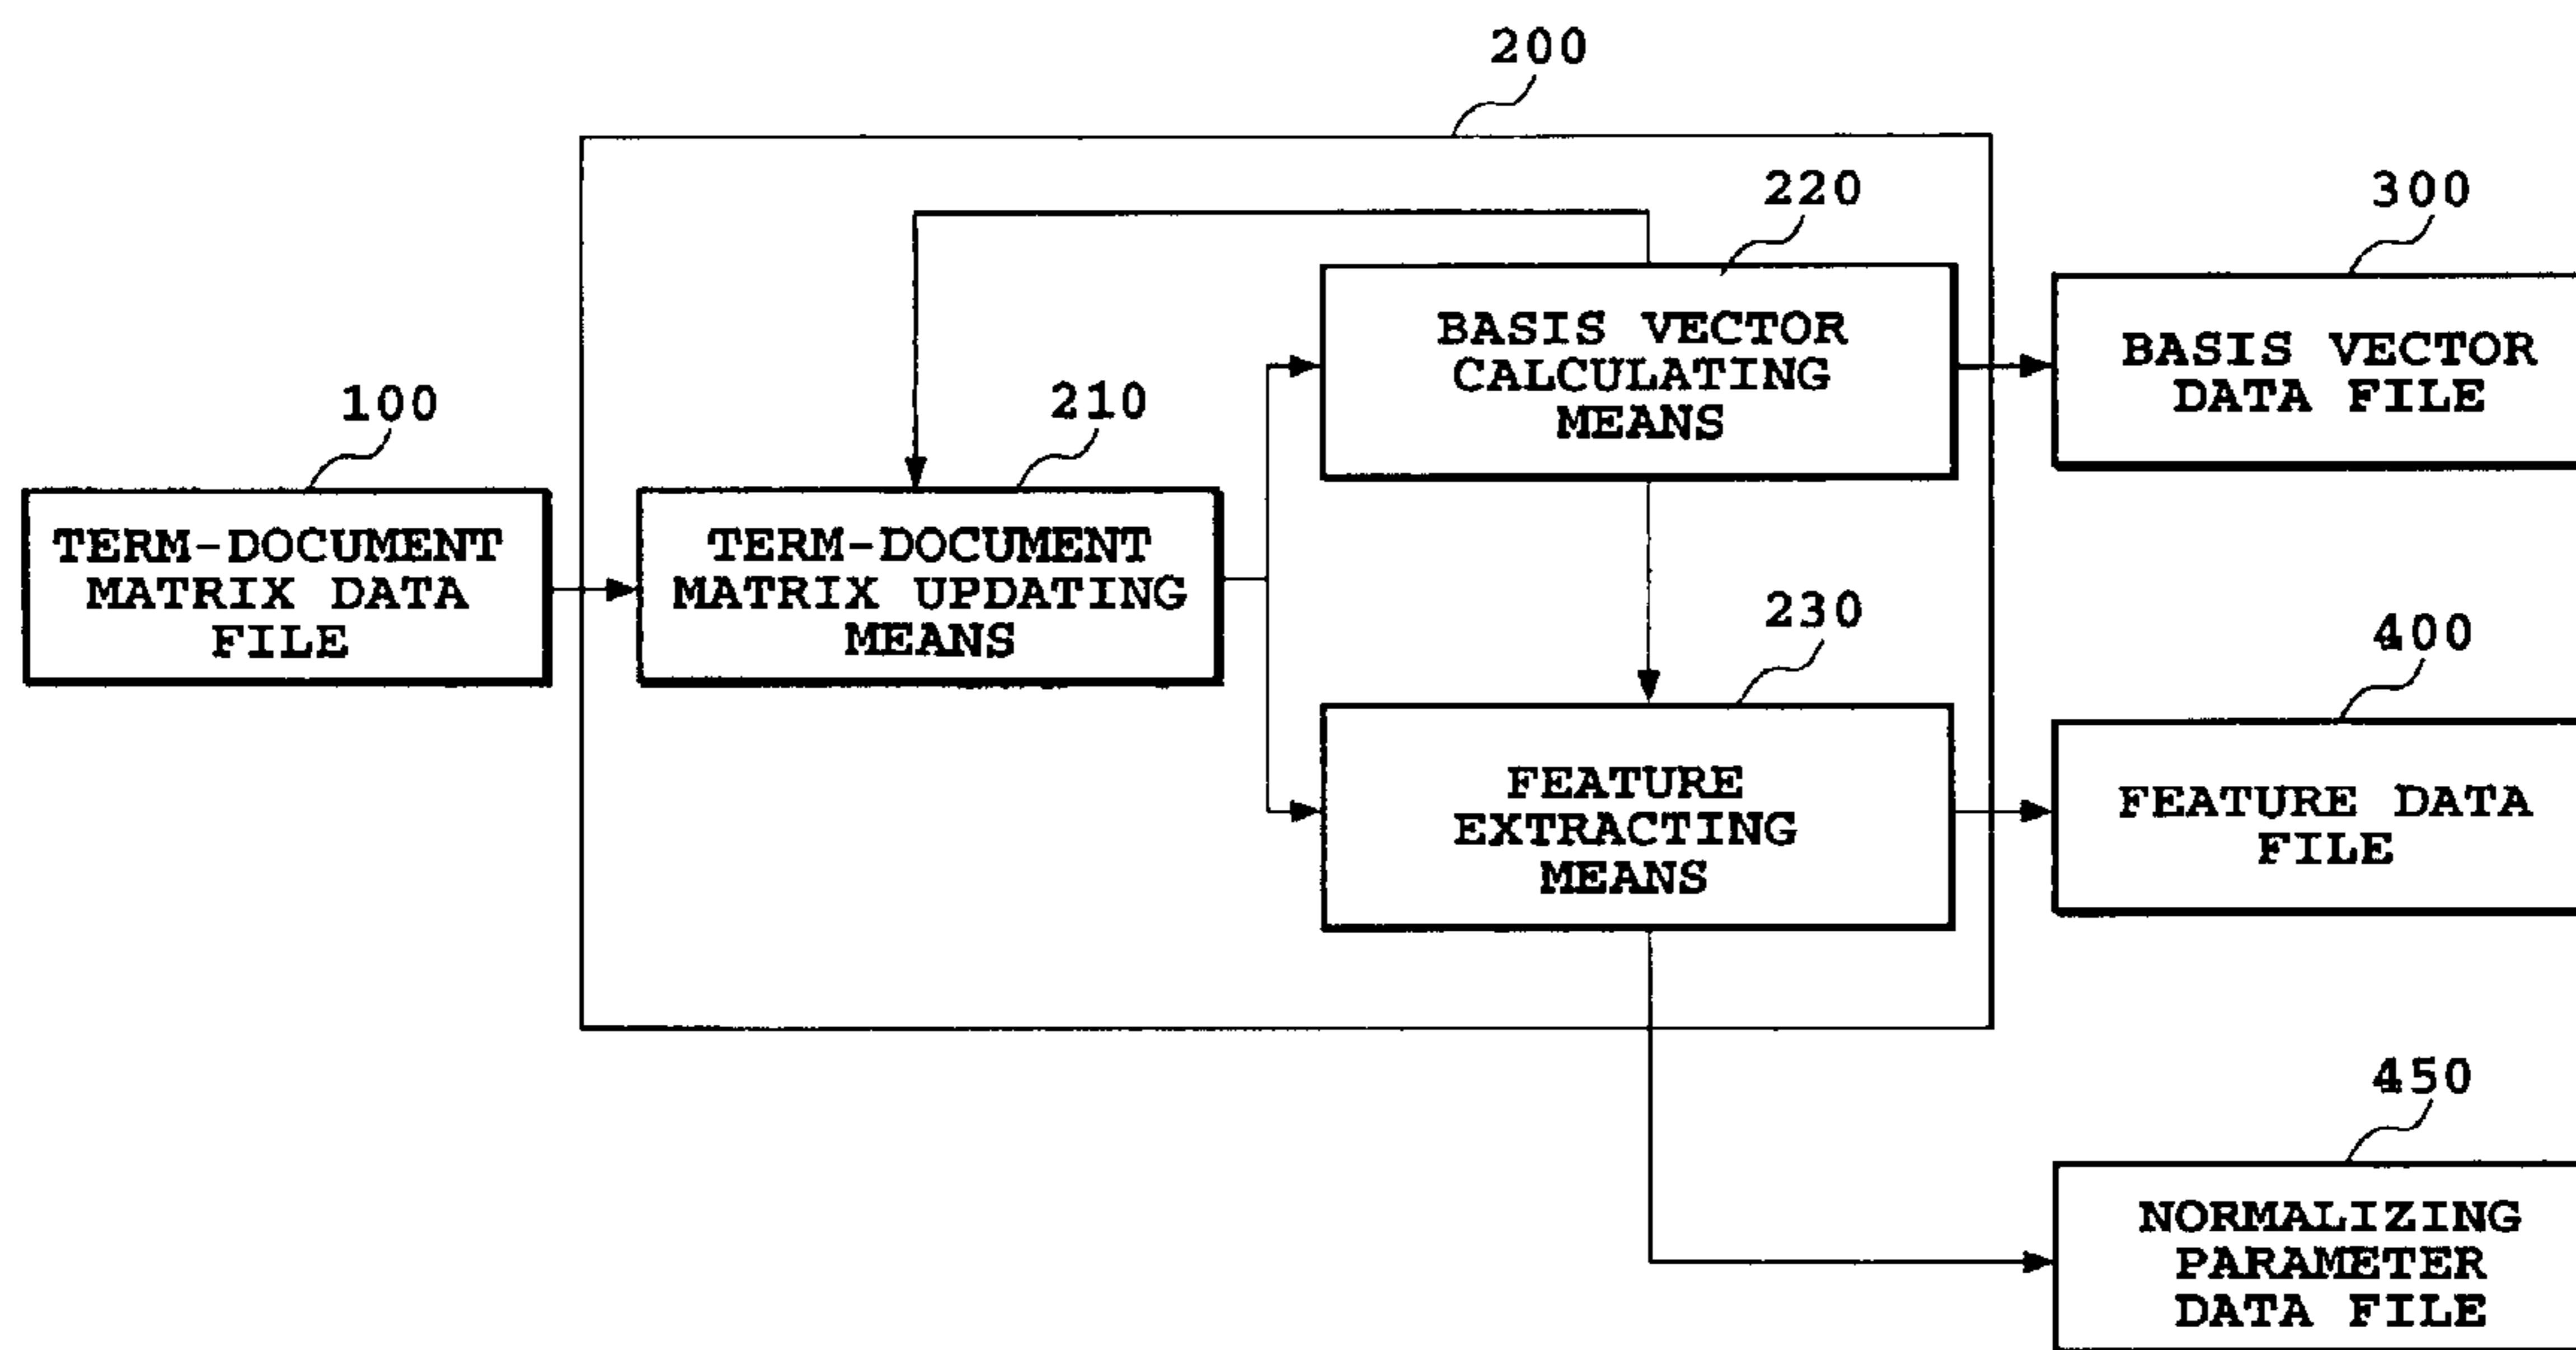 200
220
300
BASIS VECTOR
CALCULATING
MEANS
BASIS VECTOR
DATA FILE
100
210
TERM-DOCUMENT
MATRIX DATA
FILE
TERM-DOCUMENT
MATRIX UPDATING
MEANS
230
400
FEATURE
EXTRACTING
MEANS
FEATURE DATA
FILE
450
NORMALIZING
PARAMETER
DATA FILE